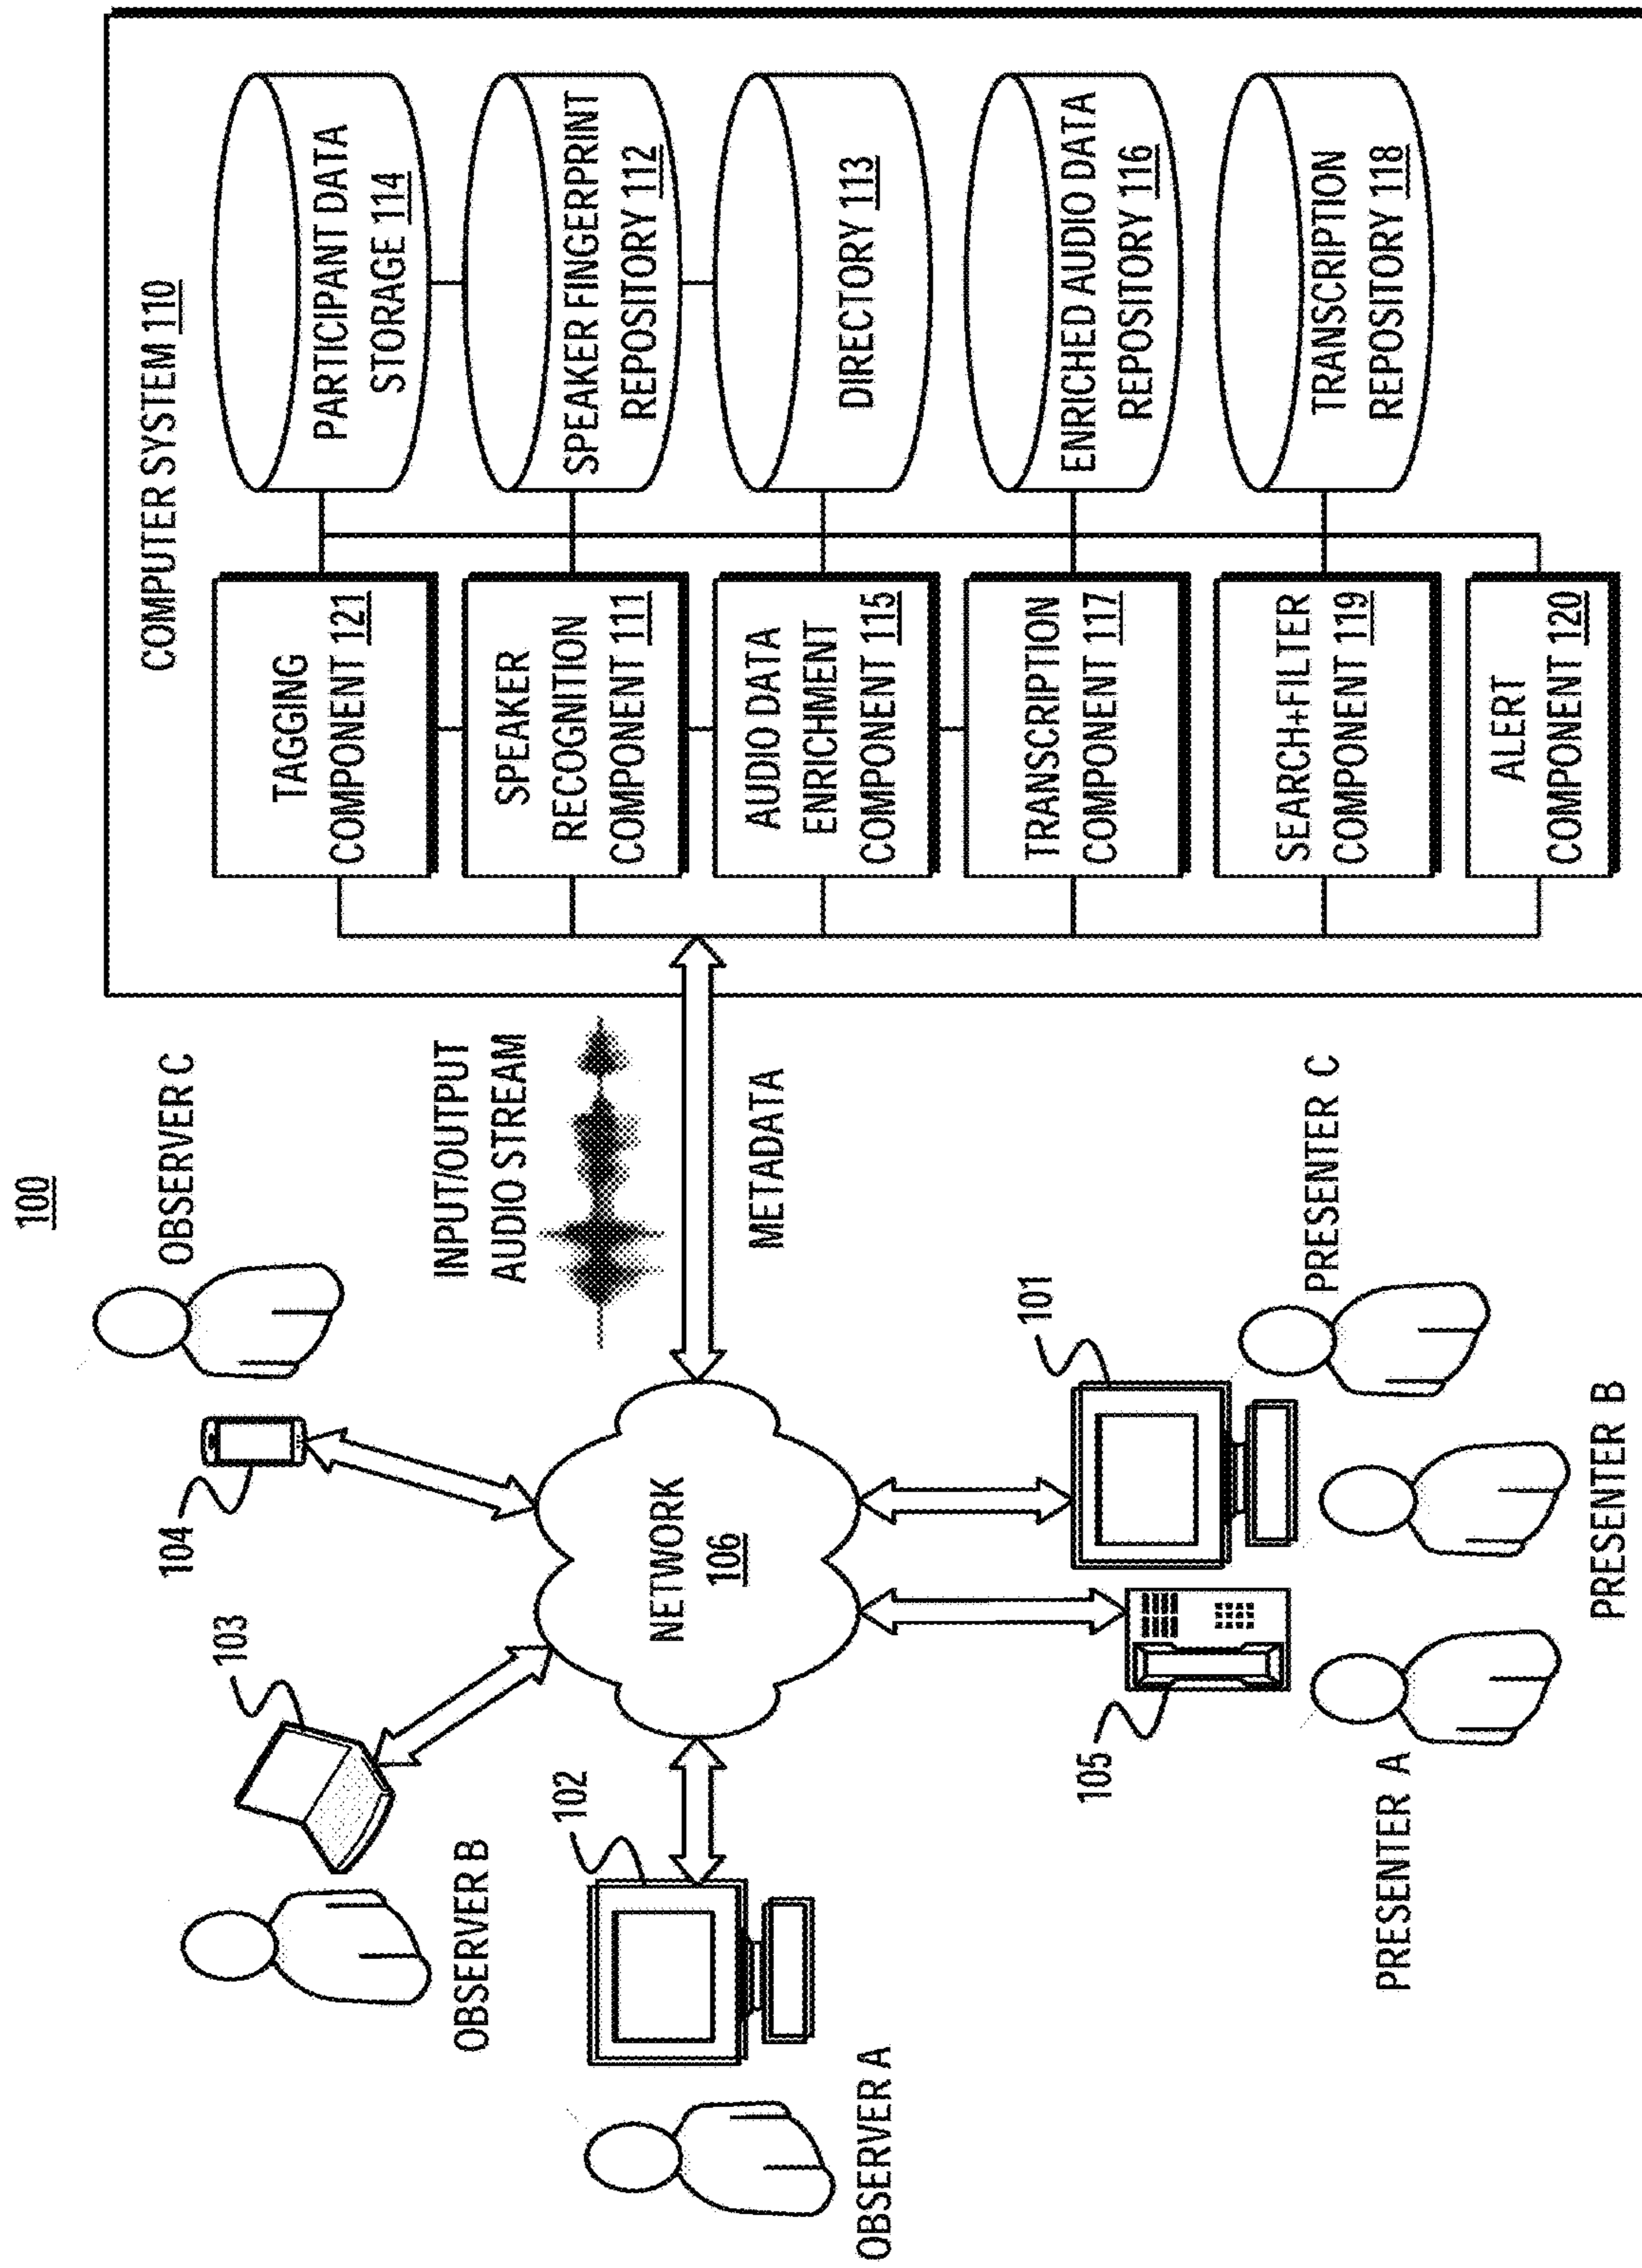 100
OBSERVER A
102
OBSERVER B
103
104
OBSERVER C
NETWORK
106
INPUT/OUTPUT
AUDIO STREAM
METADATA
105
101
PRESENTER A
PRESENTER B
PRESENTER C
COMPUTER SYSTEM 110
TAGGING
COMPONENT 121
SPEAKER
RECOGNITION
COMPONENT 111
AUDIO DATA
ENRICHMENT
COMPONENT 115
TRANSCRIPTION
COMPONENT 117
SEARCH+FILTER
COMPONENT 119
ALERT
COMPONENT 120
PARTICIPANT DATA
STORAGE 114
SPEAKER FINGERPRINT
REPOSITORY 112
DIRECTORY 113
ENRICHED AUDIO DATA
REPOSITORY 116
TRANSCRIPTION
REPOSITORY 118